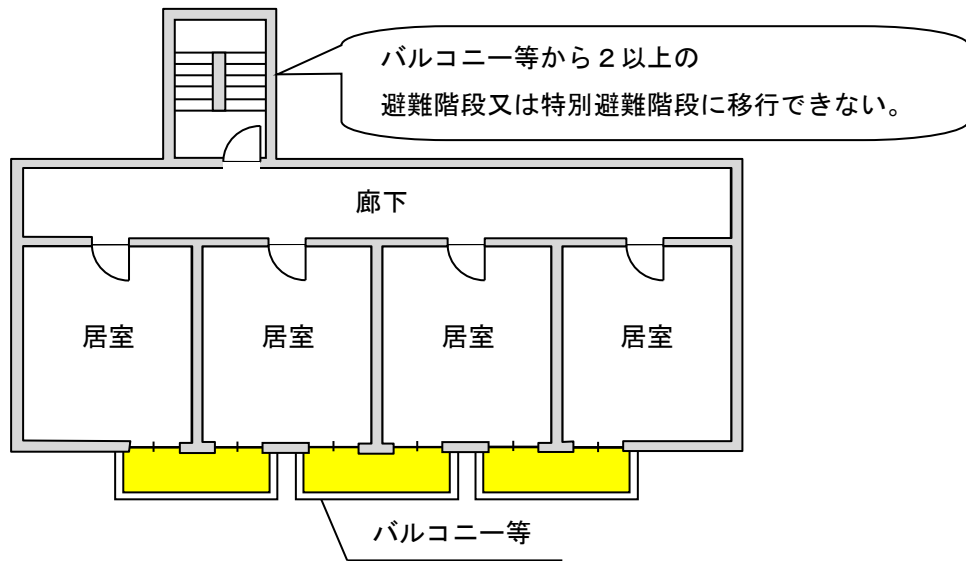 バルコニー等から２以上の
避難階段又は特別避難階段に移行できない。
廊下
居室
居室
居室
居室
バルコニー等